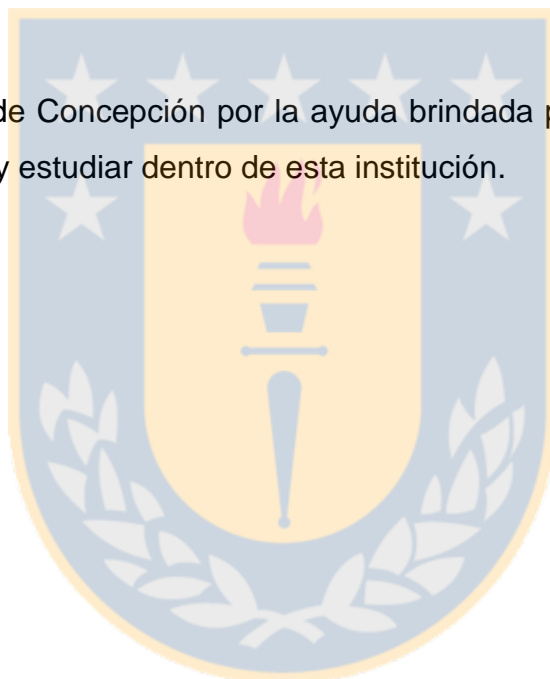 de Concepción por la ayuda brindada p
y estudiar dentro de esta institución.